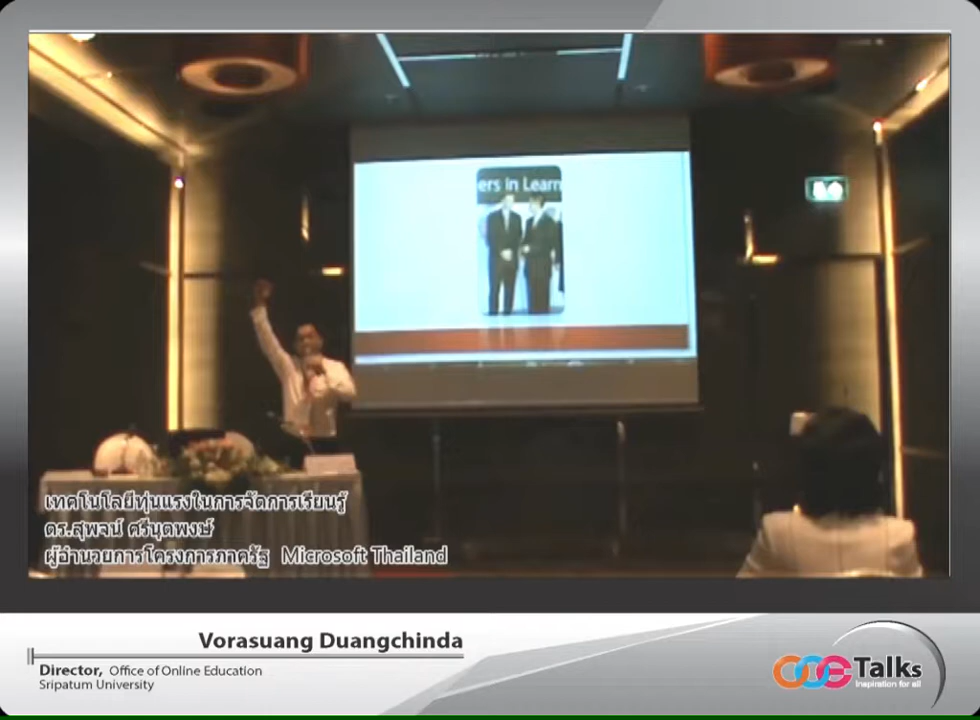 ers in Learn
เทคโนโลยีทุ่นแรงในการจัดการเรียนรู้
ดร.สุพจน์ ศรีนุตพงษ์
ผู้อำนวยการโครงการภาครัฐ Microsoft Thailand
Vorasuang Duangchinda
Director, Office of Online Education
Sripatum University
OOE Talks
Inspiration for all